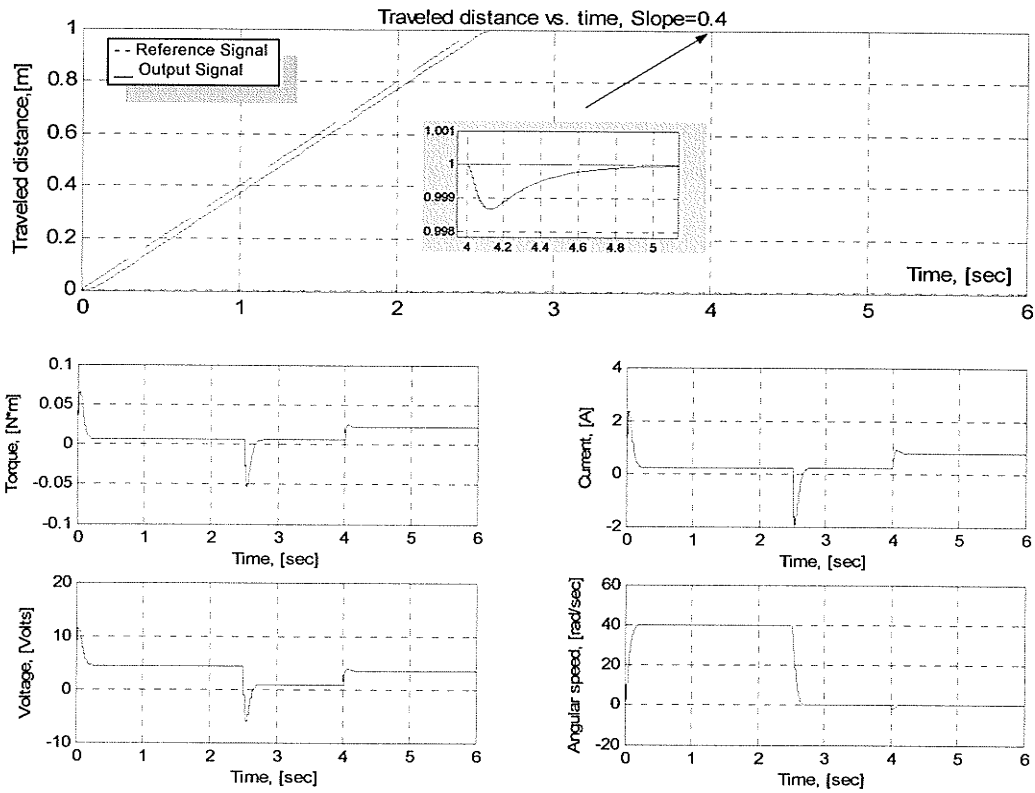 Traveled distance vs. time, Slope=0.4
Traveled distance,[m]
1
0.8
0.6
0.4
0.2
0
-- Reference Signal
— Output Signal
1.001
1
0.999
0.998
4 4.2 4.4 4.6 4.8 5
Time, [sec]
0 1 2 3 4 5 6
Torque, [N*m]
0.1
0.05
0
-0.05
-0.1
0 1 2 3 4 5 6
Time, [sec]
Current, [A]
4
2
0
-2
0 1 2 3 4 5 6
Time, [sec]
Voltage, [Volts]
20
10
0
-10
0 1 2 3 4 5 6
Time, [sec]
Angular speed, [rad/sec]
60
40
20
0
-20
0 1 2 3 4 5 6
Time, [sec]